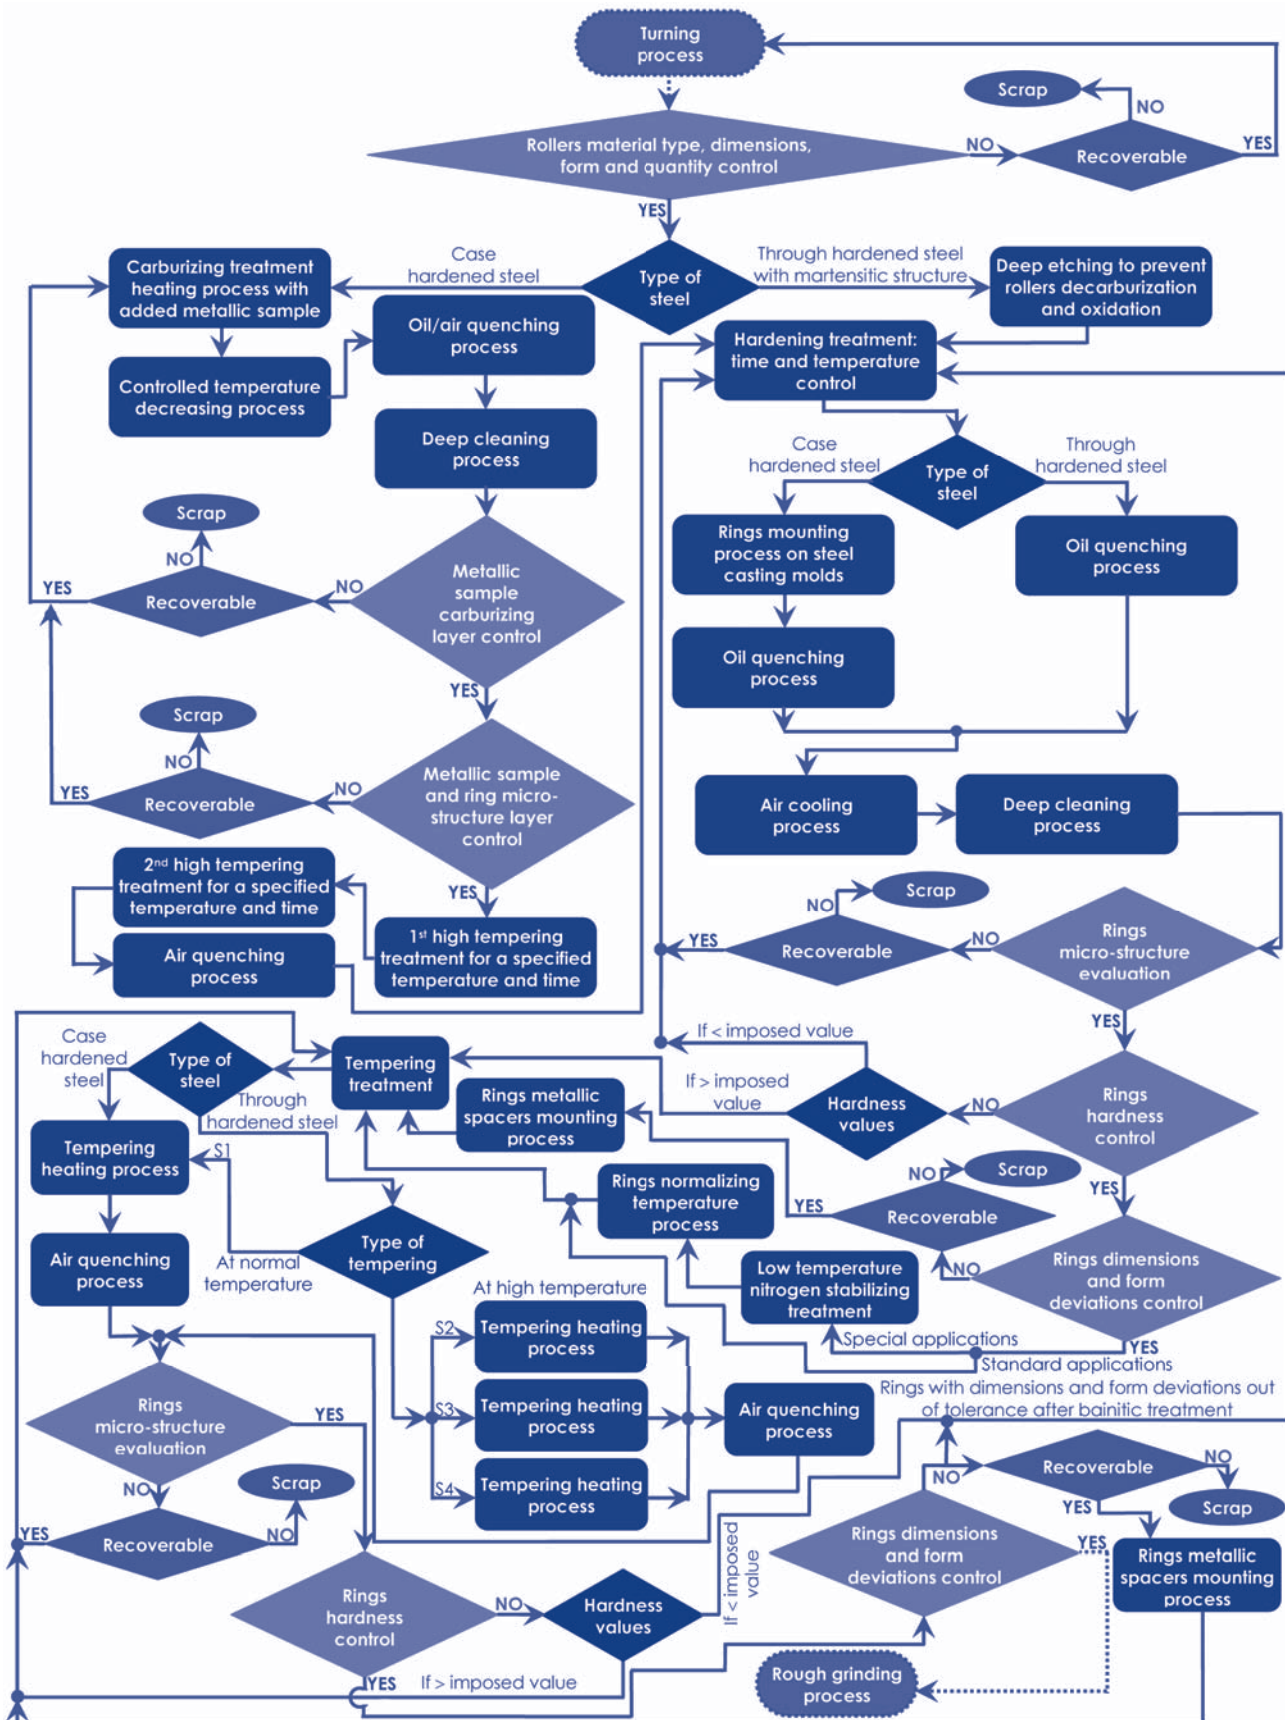 Turning
process
Scrap
NO
Rollers material type, dimensions,
form and quantity control
NO
Recoverable
YES
YES
Case
hardened steel
Type of
steel
Through hardened steel
with martensitic structure
Carburizing treatment
heating process with
added metallic sample
Deep etching to prevent
rollers decarburization
and oxidation
Oil/air quenching
process
Hardening treatment:
time and temperature
control
Controlled temperature
decreasing process
Deep cleaning
process
Case
hardened steel
Type of
steel
Through
hardened steel
Scrap
NO
YES
Recoverable
NO
Metallic
sample
carburizing
layer control
Rings mounting
process on steel
casting molds
Oil quenching
process
Oil quenching
process
YES
Scrap
NO
YES
Recoverable
NO
Metallic sample
and ring micro-
structure layer
control
Air cooling
process
Deep cleaning
process
2nd high tempering
treatment for a specified
temperature and time
YES
1st high tempering
treatment for a specified
temperature and time
Air quenching
process
Scrap
NO
YES
Recoverable
NO
Rings
micro-structure
evaluation
YES
If < imposed value
If > imposed
value
Hardness
values
NO
Rings
hardness
control
YES
Case
hardened
steel
Type of
steel
Tempering
treatment
Through
hardened steel
Rings metallic
spacers mounting
process
Tempering
heating process
S1
Scrap
NO
YES
Recoverable
NO
Rings normalizing
temperature
process
Rings dimensions
and form
deviations control
Air quenching
process
At normal
temperature
Type of
tempering
Low temperature
nitrogen stabilizing
treatment
At high temperature
Special applications
YES
Standard applications
S2
Tempering heating
process
S3
Tempering heating
process
S4
Tempering heating
process
Air quenching
process
Rings with dimensions and form deviations out
of tolerance after bainitic treatment
Rings
micro-structure
evaluation
YES
NO
Scrap
YES
Recoverable
NO
NO
Recoverable
NO
Scrap
YES
Rings dimensions
and form
deviations control
YES
Rings metallic
spacers mounting
process
Rings
hardness
control
NO
Hardness
values
If < imposed
value
YES
If > imposed value
Rough grinding
process